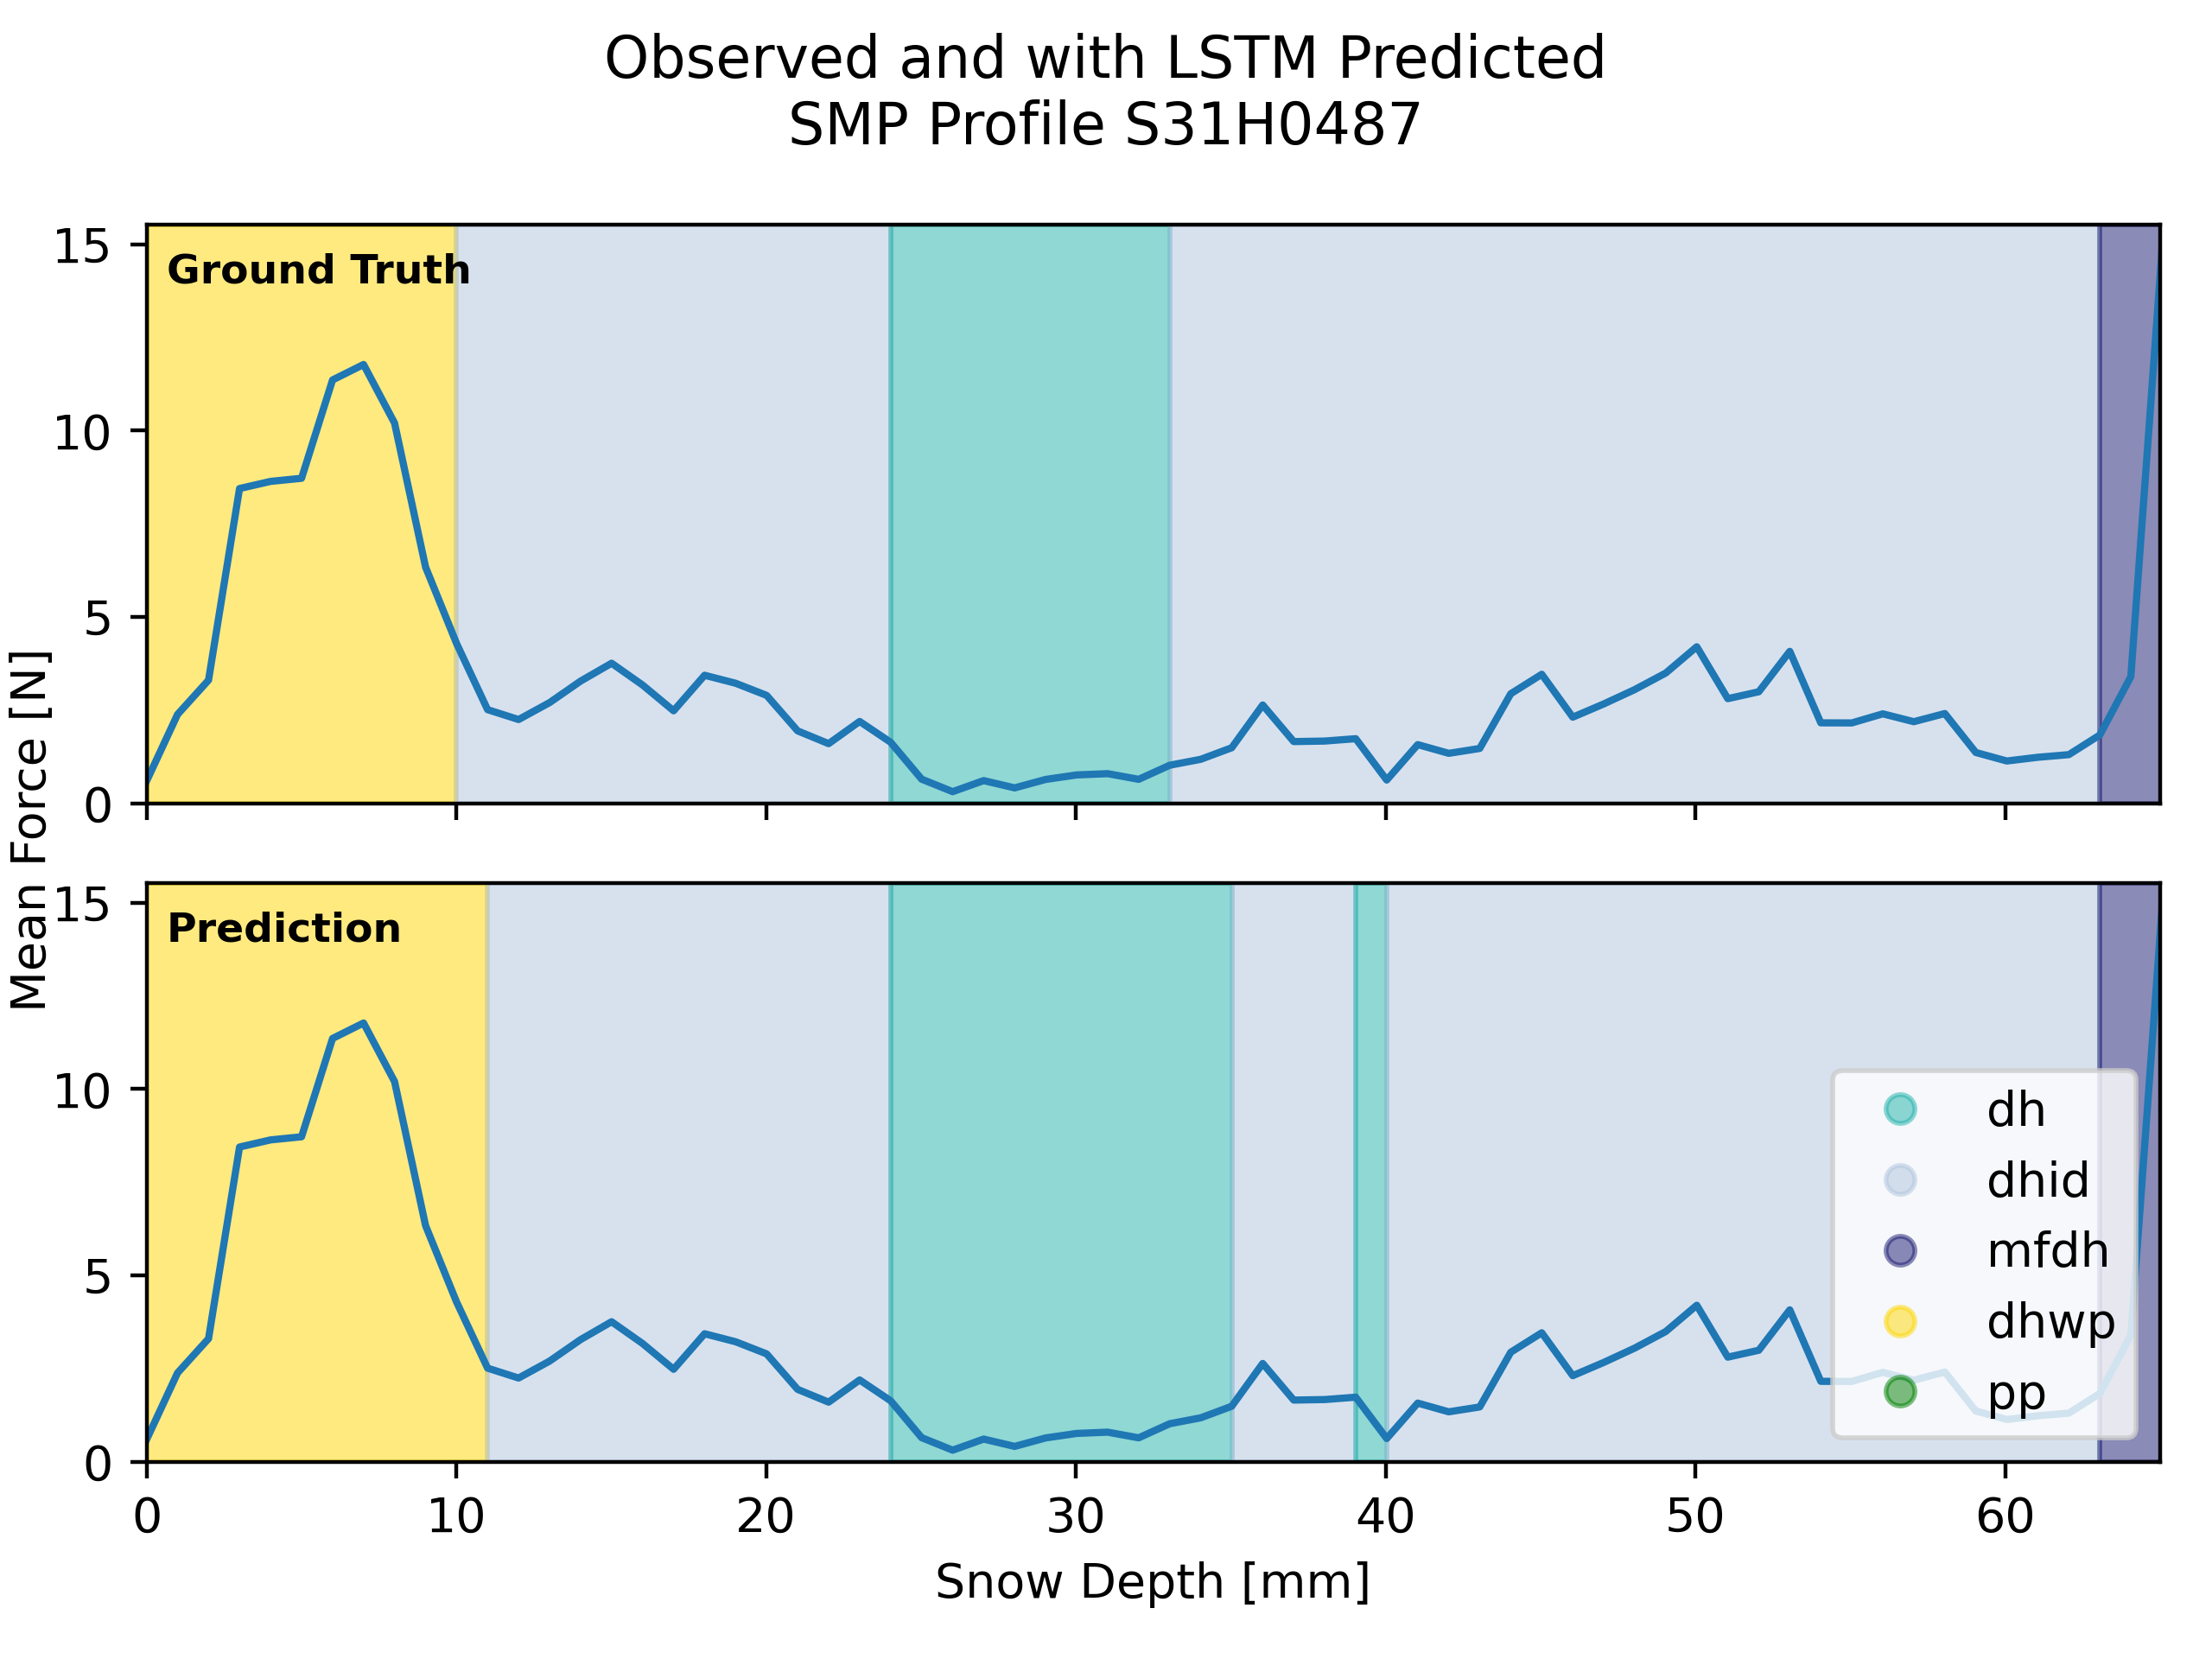 Observed and with LSTM Predicted
SMP Profile S31H0487
Mean Force [N]
15
10
5
0
Ground Truth
15
10
5
0
Prediction
dh
dhid
mfdh
dhwp
pp
0 10 20 30 40 50 60
Snow Depth [mm]